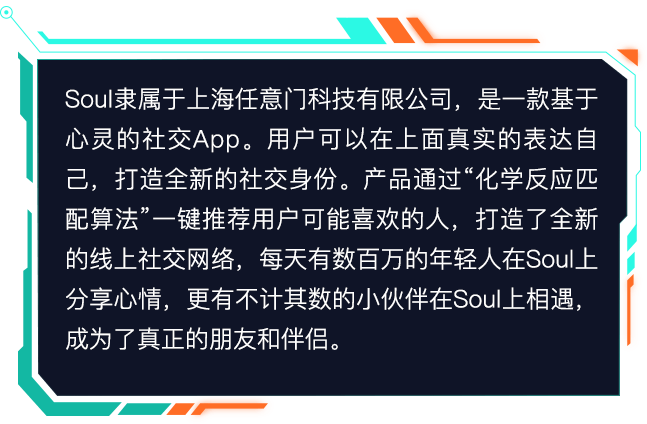 Soul隶属于上海任意门科技有限公司，是一款基于
心灵的社交App。用户可以在上面真实的表达自
己，打造全新的社交身份。产品通过“化学反应匹
配算法”一键推荐用户可能喜欢的人，打造了全新
的线上社交网络，每天有数百万的年轻人在Soul上
分享心情，更有不计其数的小伙伴在Soul上相遇，
成为了真正的朋友和伴侣。